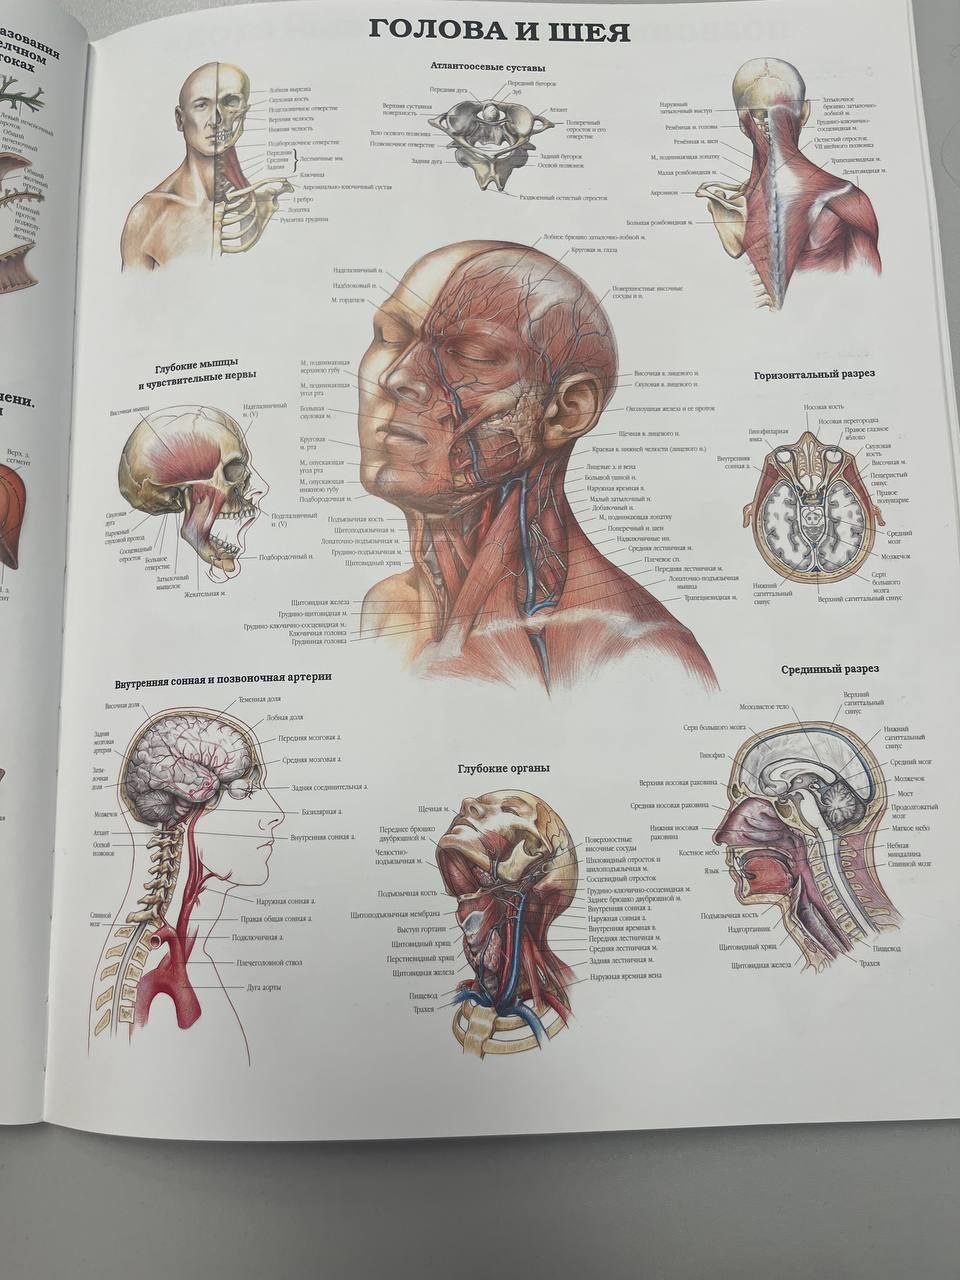 ГОЛОВА И ШЕЯ
Лобная вырезка
Скуловая кость
Подглазничное отверстие
Верхняя челюсть
Нижняя челюсть
Подбородочное отверстие
Передняя
Средняя
Задняя
Лестничные мм.
Ключица
Акромиально-ключичный сустав
I ребро
Лопатка
Рукоятка грудины
Атлантоосевые суставы
Передняя дуга
Передний бугорок
Зуб
Верхняя суставная
поверхность
Атлант
Тело осевого позвонка
Позвоночное отверстие
Поперечный
отросток и его
отверстие
Задняя дуга
Задний бугорок
Осевой позвонок
Раздвоенный остистый отросток
Наружный
затылочный выступ
Ремённая м. головы
Ремённая м. шеи
М., поднимающая лопатку
Малая ромбовидная м.
Акромион
Большая ромбовидная м.
Затылочное
брюшко затылочно-
лобной м.
Грудино-ключично-
сосцевидная м.
Остистый отросток
VII шейного позвонка
Трапециевидная м.
Дельтовидная м.
Лобное брюшко затылочно-лобной м.
Круговая м. глаза
Надглазничный н.
Надблоковый н.
М. гордецов
Поверхностные височные
сосуды и н.
М., поднимающая
верхнюю губу
М., поднимающая
угол рта
Большая
скуловая м.
Круговая
м. рта
М., опускающая
угол рта
М., опускающая
нижнюю губу
Подбородочная м.
Подъязычная кость
Щитоподъязычная м.
Лопаточно-подъязычная м.
Грудино-подъязычная м.
Щитовидный хрящ
Щитовидная железа
Грудино-щитовидная м.
Грудино-ключично-сосцевидная м.:
Ключичная головка
Грудинная головка
Височная в. лицевого н.
Скуловая в. лицевого н.
Околоушная железа и ее проток
Щечная в. лицевого н.
Краевая в. нижней челюсти (лицевого н.)
Лицевые а. и вена
Большой ушной н.
Наружная яремная в.
Малый затылочный н.
Добавочный н.
М., поднимающая лопатку
Поперечный н. шеи
Надключичные нн.
Средняя лестничная м.
Плечевое сп.
Передняя лестничная м.
Лопаточно-подъязычная
мышца
Трапециевидная м.
Глубокие мышцы
и чувствительные нервы
Височная мышца
Надглазничный
н. (V)
Скуловая
дуга
Наружный
слуховой проход
Сосцевидный
отросток
Большое
отверстие
Затылочный
мыщелок
Жевательная м.
Подглазничный
н. (V)
Подбородочный н.
Горизонтальный разрез
Носовая кость
Носовая перегородка
Правое глазное
яблоко
Скуловая
кость
Височная м.
Пещеристый
синус
Правое
полушарие
Средний
мозг
Мозжечок
Серп
большого
мозга
Верхний сагиттальный синус
Гипофизарная
ямка
Внутренняя
сонная а.
Нижний
сагиттальный
синус
Внутренняя сонная и позвоночная артерии
Височная доля
Теменная доля
Лобная доля
Задняя
мозговая
артерия
Заты-
лочная
доля
Мозжечок
Атлант
Осевой
позвонок
Спинной
мозг
Передняя мозговая а.
Средняя мозговая а.
Задняя соединительная а.
Базилярная а.
Внутренняя сонная а.
Наружная сонная а.
Правая общая сонная а.
Подключичная а.
Плечеголовной ствол
Дуга аорты
Глубокие органы
Щечная м.
Переднее брюшко
двубрюшной м.
Челюстно-
подъязычная м.
Подъязычная кость
Щитоподъязычная мембрана
Выступ гортани
Щитовидный хрящ
Перстневидный хрящ
Щитовидная железа
Пищевод
Трахея
Поверхностные
височные сосуды
Шиловидный отросток и
шилоподъязычная м.
Сосцевидный отросток
Грудино-ключично-сосцевидная м.
Заднее брюшко двубрюшной м.
Внутренняя сонная а.
Наружная сонная а.
Внутренняя яремная в.
Передняя лестничная м.
Средняя лестничная м.
Задняя лестничная м.
Наружная яремная вена
Срединный разрез
Мозолистое тело
Верхний
сагиттальный
синус
Серп большого мозга
Гипофиз
Верхняя носовая раковина
Средняя носовая раковина
Нижняя носовая
раковина
Костное небо
Язык
Подъязычная кость
Надгортанник
Щитовидный хрящ
Щитовидная железа
Нижний
сагиттальный
синус
Средний мозг
Мозжечок
Мост
Продолговатый
мозг
Мягкое небо
Небная
миндалина
Спинной мозг
Пищевод
Трахея